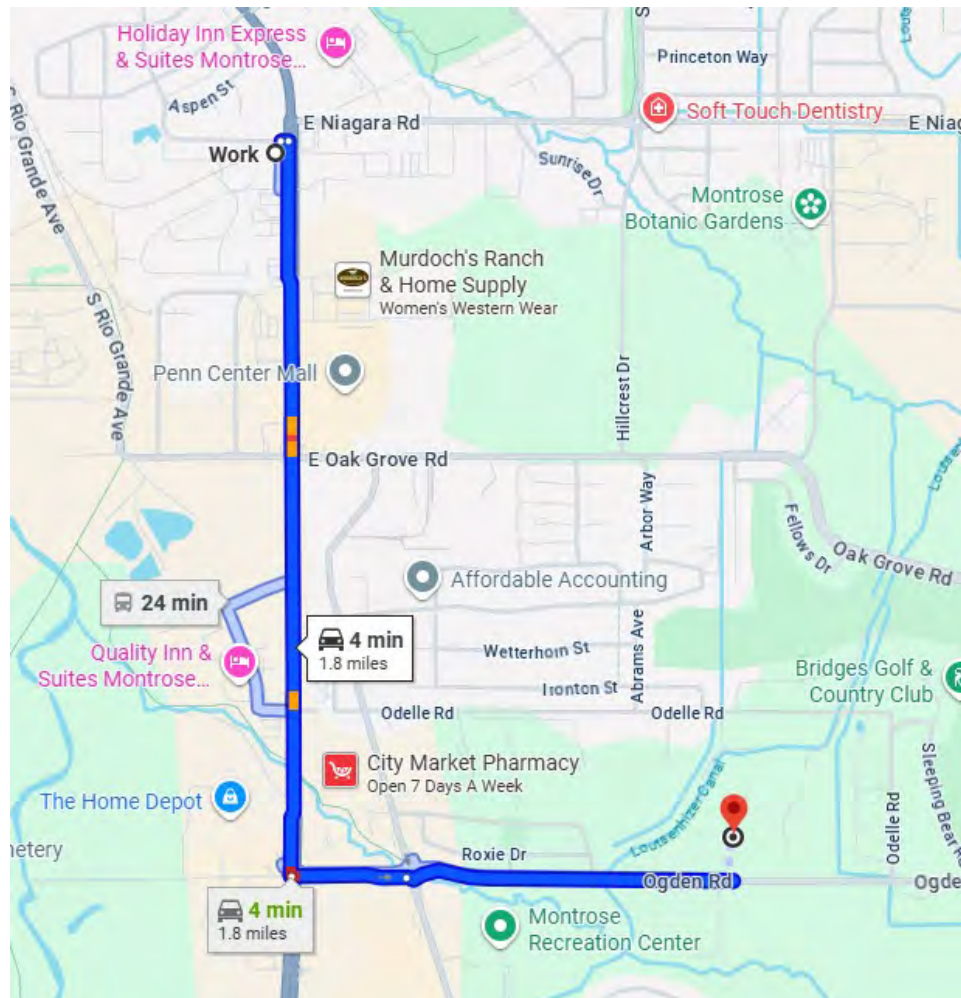 Holiday Inn Express
& Suites Montrose...
Princeton Way
Aspen St
Soft Touch Dentistry
E Niagara Rd
E Niag
Work
Sunrise Dr
S Rio Grande Ave
Montrose
Botanic Gardens
Murdoch's Ranch
& Home Supply
Women's Western Wear
S Rio Grande Ave
Penn Center Mall
Hillcrest Dr
E Oak Grove Rd
Arbor Way
Fellows Dr
Oak Grove Rd
Affordable Accounting
24 min
4 min
1.8 miles
Wetterhorn St
Abrams Ave
Quality Inn &
Suites Montrose...
Ironton St
Bridges Golf &
Country Club
Odelle Rd
Odelle Rd
City Market Pharmacy
Open 7 Days A Week
The Home Depot
Loutsenhizer Canal
Odelle Rd
Sleeping Bear Rd
netery
Roxie Dr
Ogden Rd
Ogde
4 min
1.8 miles
Montrose
Recreation Center